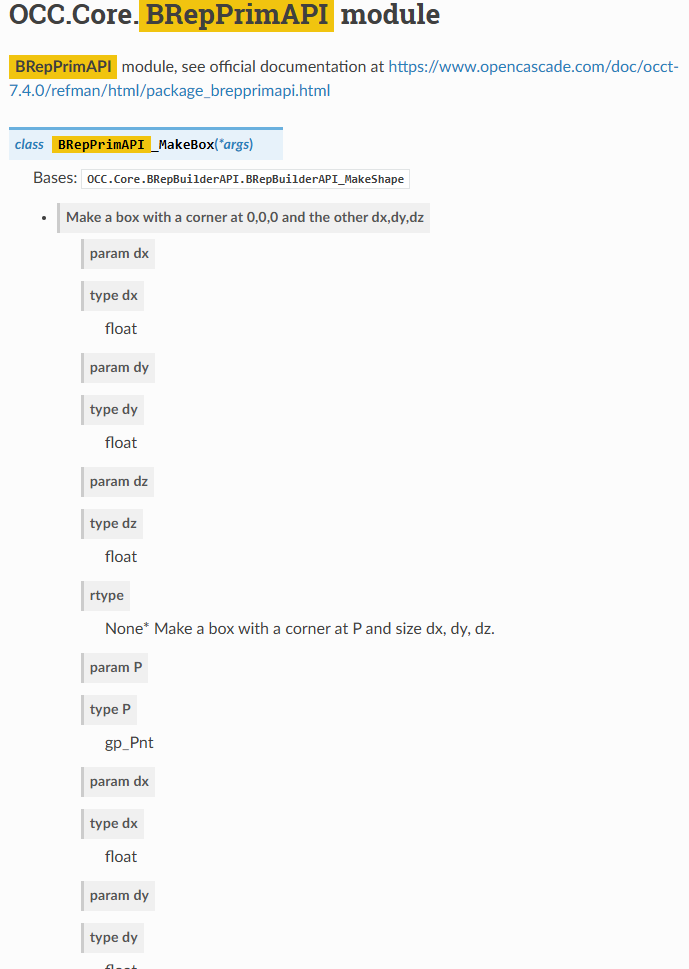 OCC.Core.BRepPrimAPI module
BRepPrimAPI module, see official documentation at https://www.opencascade.com/doc/occt-
7.4.0/refman/html/package_brepprimapi.html
class BRepPrimAPI_MakeBox(*args)
Bases: OCC.Core.BRepBuilderAPI.BRepBuilderAPI_MakeShape
• Make a box with a corner at 0,0,0 and the other dx,dy,dz
param dx
type dx
float
param dy
type dy
float
param dz
type dz
float
rtype
None* Make a box with a corner at P and size dx, dy, dz.
param P
type P
gp_Pnt
param dx
type dx
float
param dy
type dy
float